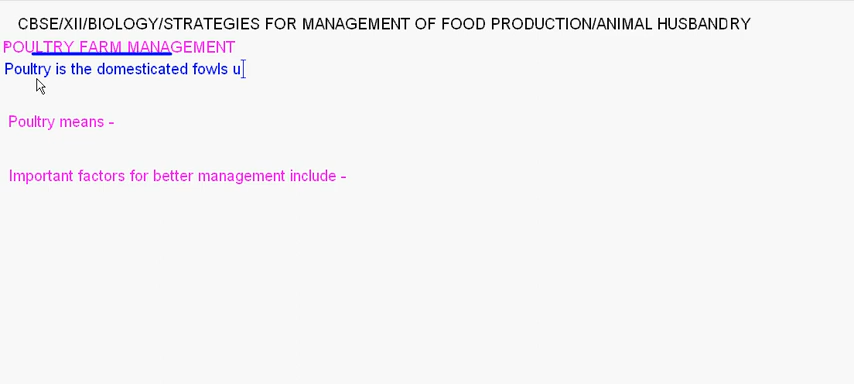 CBSE/XII/BIOLOGY/STRATEGIES FOR MANAGEMENT OF FOOD PRODUCTION/ANIMAL HUSBANDRY
POULTRY FARM MANAGEMENT
Poultry is the domesticated fowls u
Poultry means -
Important factors for better management include -